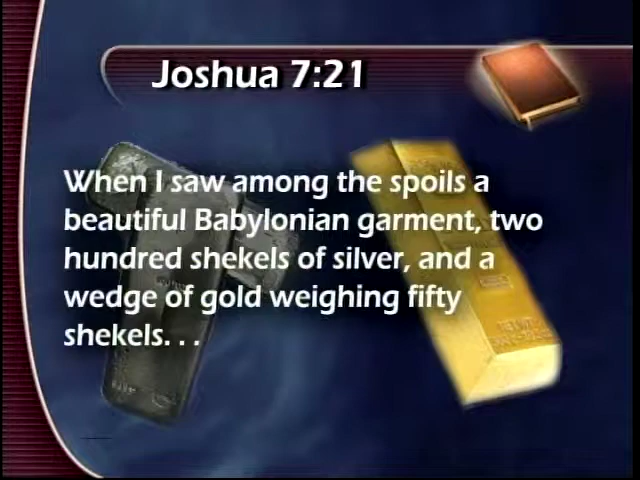 Joshua 7:21
When I saw among the spoils a
beautiful Babylonian garment, two
hundred shekels of silver, and a
wedge of gold weighing fifty
shekels. . .